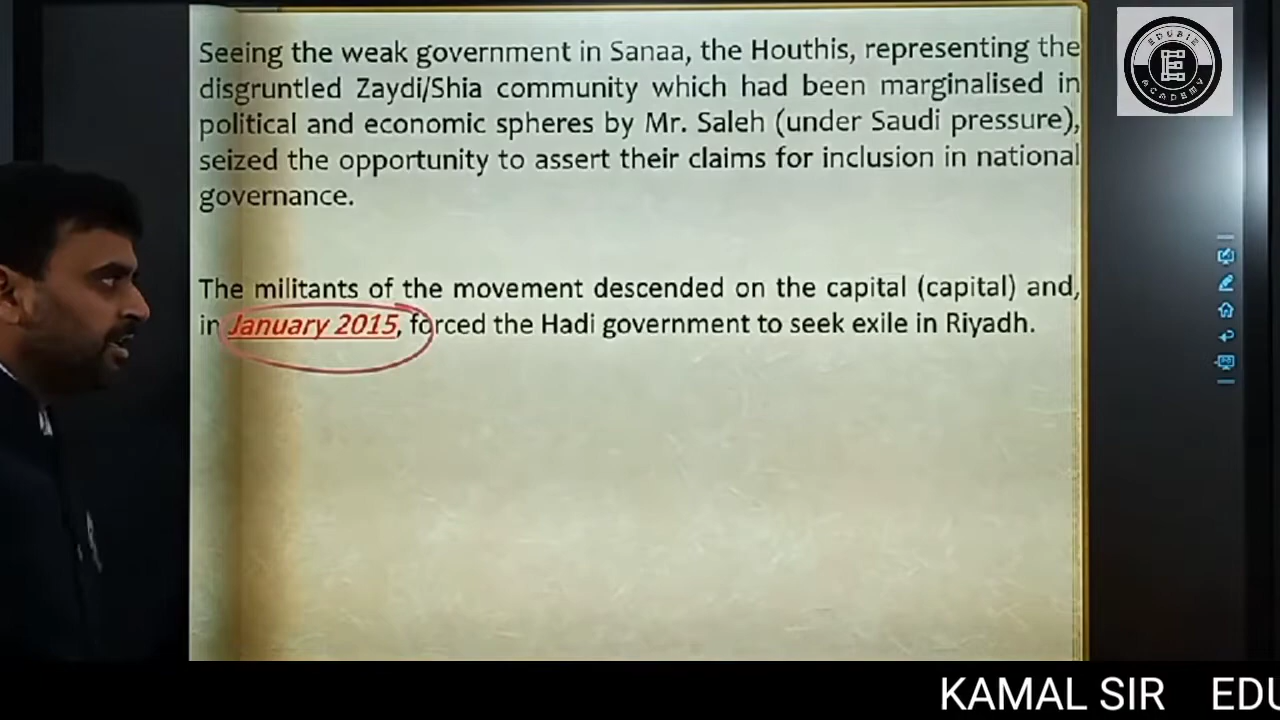 Seeing the weak government in Sanaa, the Houthis, representing the
disgruntled Zaydi/Shia community which had been marginalised in
political and economic spheres by Mr. Saleh (under Saudi pressure),
seized the opportunity to assert their claims for inclusion in national
governance.
The militants of the movement descended on the capital (capital) and,
in January 2015, forced the Hadi government to seek exile in Riyadh.
EDUBIZ
ACADEMY
KAMAL SIR EDU